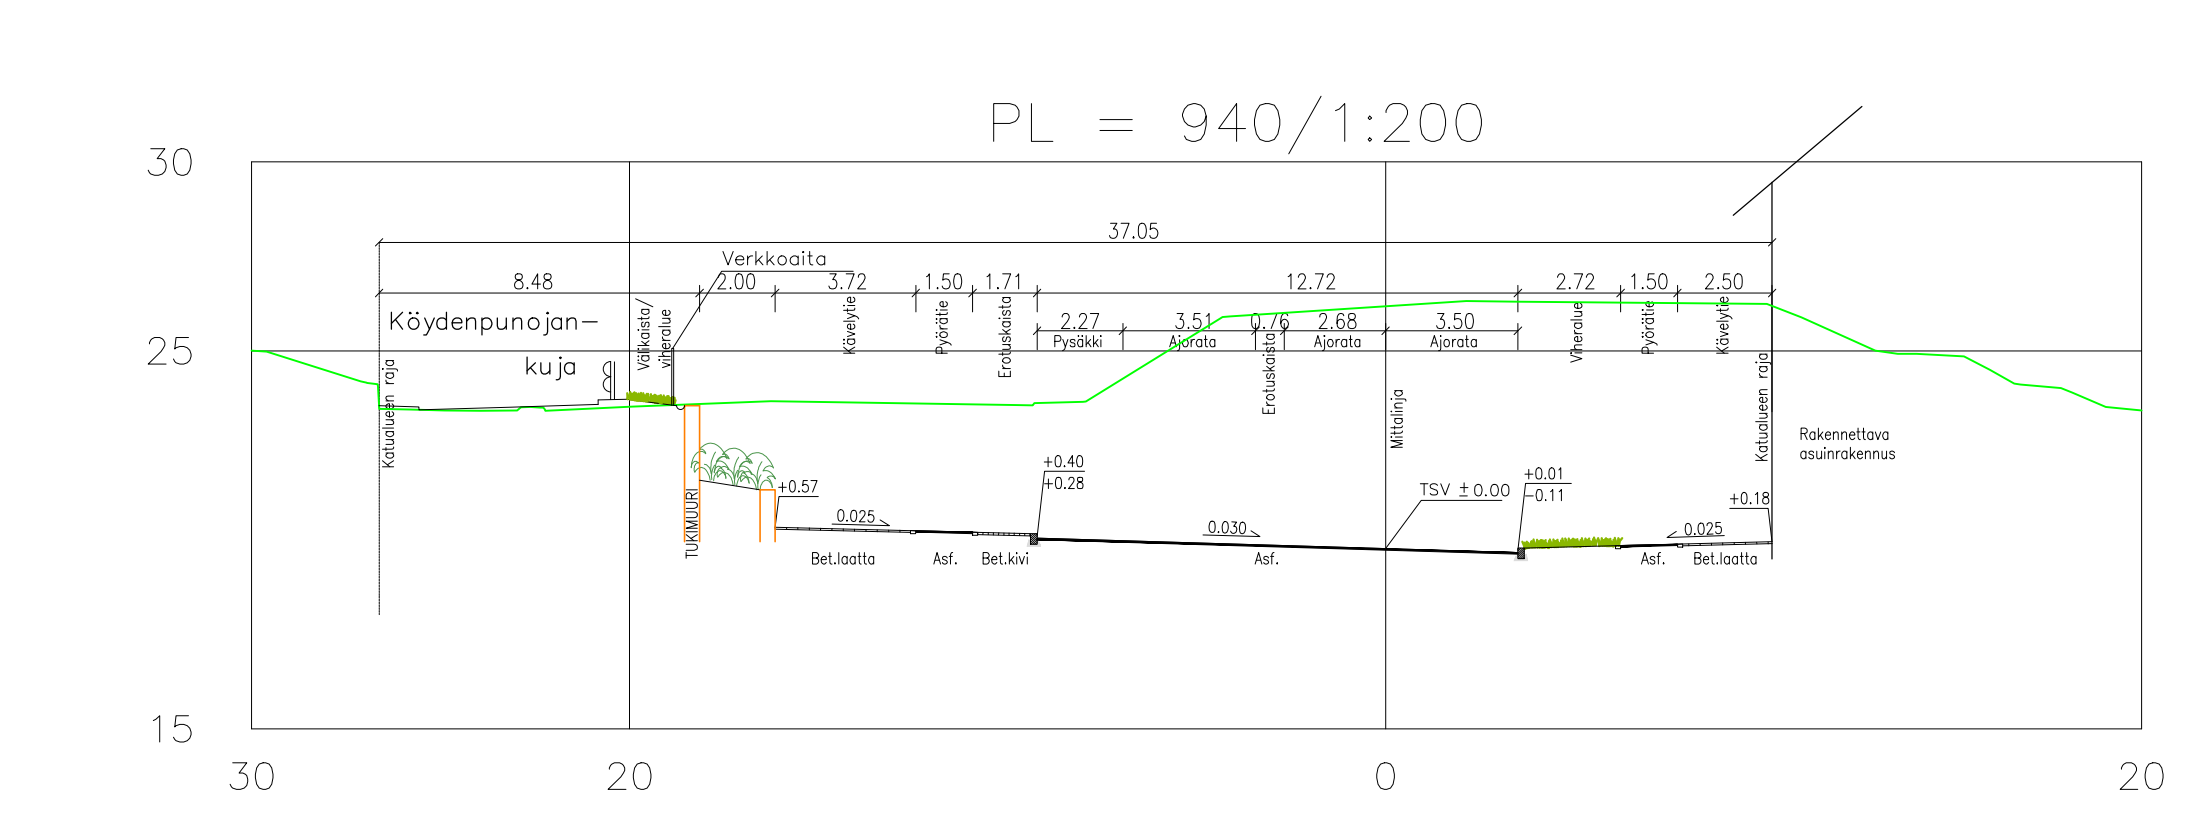 PL = 940/1:200
30
37.05
Verkkoaita
8.48
2.00
3.72
1.50
1.71
12.72
2.72
1.50
2.50
Köydenpunojan-
kuja
Välikaista/
viheralue
Kävelytie
Pyörätie
Erotuskaista
2.27
3.51
0.76
2.68
3.50
Pysäkki
Ajorata
Erotuskaista
Ajorata
Ajorata
Viheralue
Pyörätie
Kävelytie
25
Katualueen raja
Mittalinja
Katualueen raja
Rakennettava
asuinrakennus
TUKIMUURI
+0.57
+0.40
+0.28
TSV ±0.00
+0.01
-0.11
+0.18
0.025
0.030
0.025
Bet.laatta
Asf.
Bet.kivi
Asf.
Asf.
Bet.laatta
15
30
20
0
20